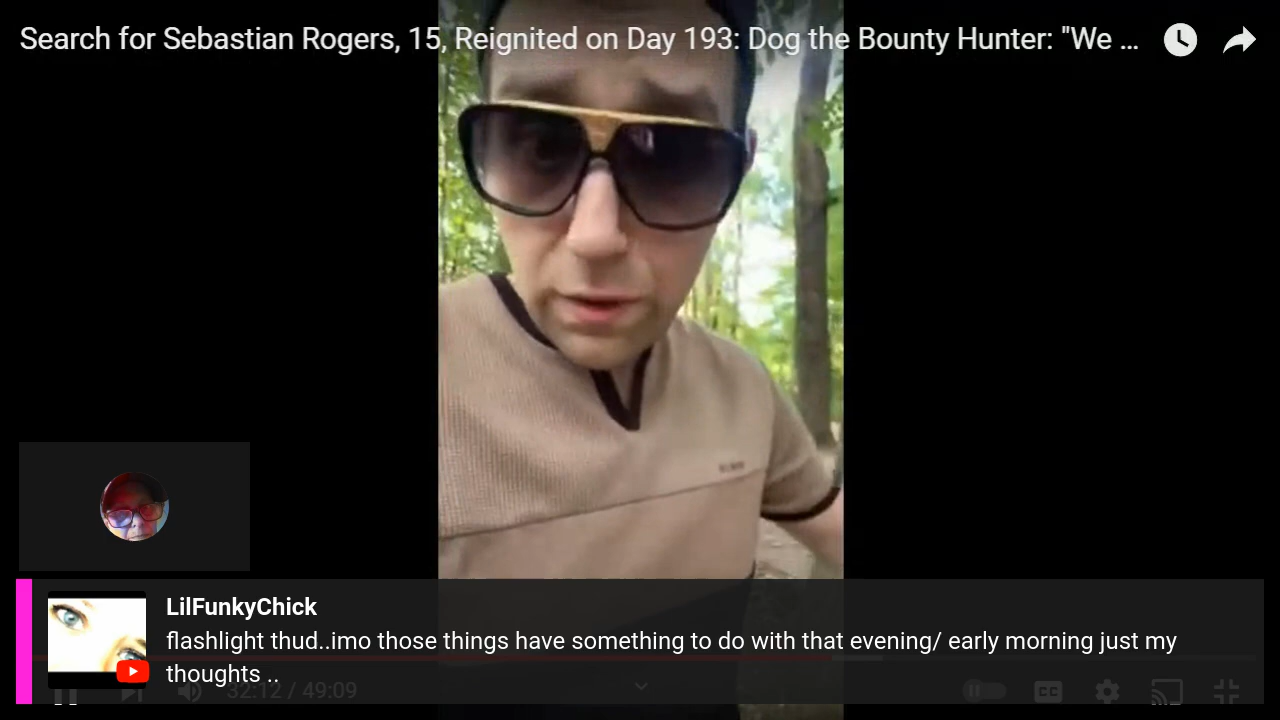 Search for Sebastian Rogers, 15, Reignited on Day 193: Dog the Bounty Hunter: "We ...
LilFunkyChick
flashlight thud..imo those things have something to do with that evening/ early morning just my
thoughts ..
32:12 / 49:09
CC